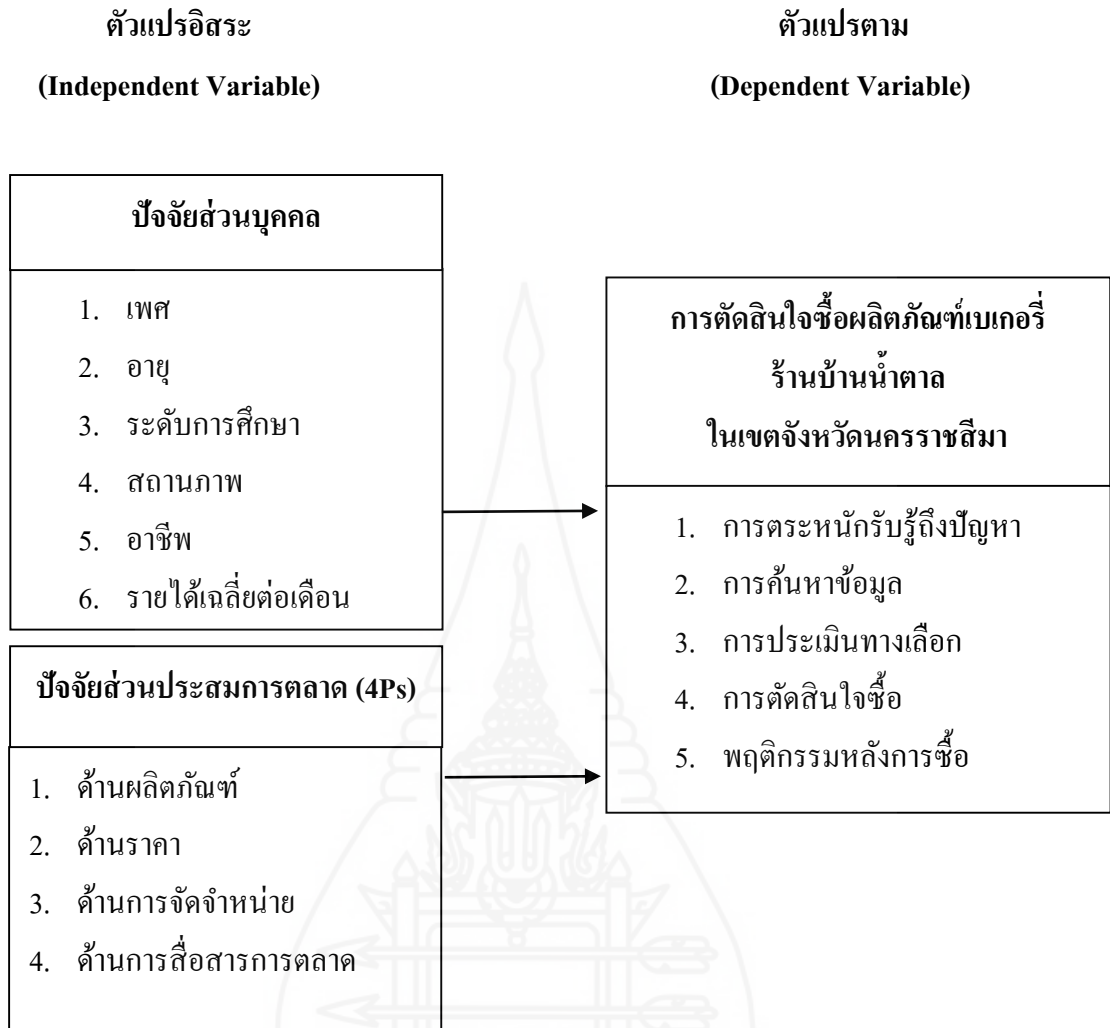 ตัวแปรอิสระ
(Independent Variable)
ตัวแปรตาม
(Dependent Variable)
ปัจจัยส่วนบุคคล
1. เพศ
2. อายุ
3. ระดับการศึกษา
4. สถานภาพ
5. อาชีพ
6. รายได้เฉลี่ยต่อเดือน
ปัจจัยส่วนประสมการตลาด (4Ps)
1. ด้านผลิตภัณฑ์
2. ด้านราคา
3. ด้านการจัดจำหน่าย
4. ด้านการสื่อสารการตลาด
การตัดสินใจซื้อผลิตภัณฑ์เบเกอรี่
ร้านบ้านน้ำตาล
ในเขตจังหวัดนครราชสีมา
1. การตระหนักรับรู้ถึงปัญหา
2. การค้นหาข้อมูล
3. การประเมินทางเลือก
4. การตัดสินใจซื้อ
5. พฤติกรรมหลังการซื้อ